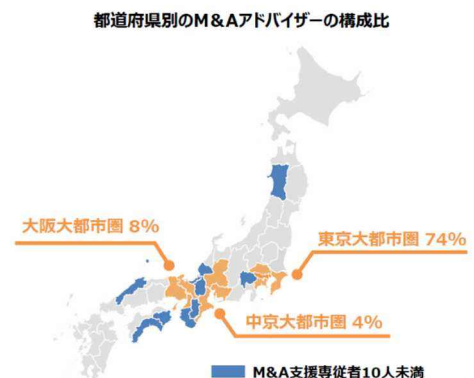 都道府県別のM&Aアドバイザーの構成比
大阪大都市圏 8%
東京大都市圏 74%
中京大都市圏 4%
M&A支援専従者10人未満